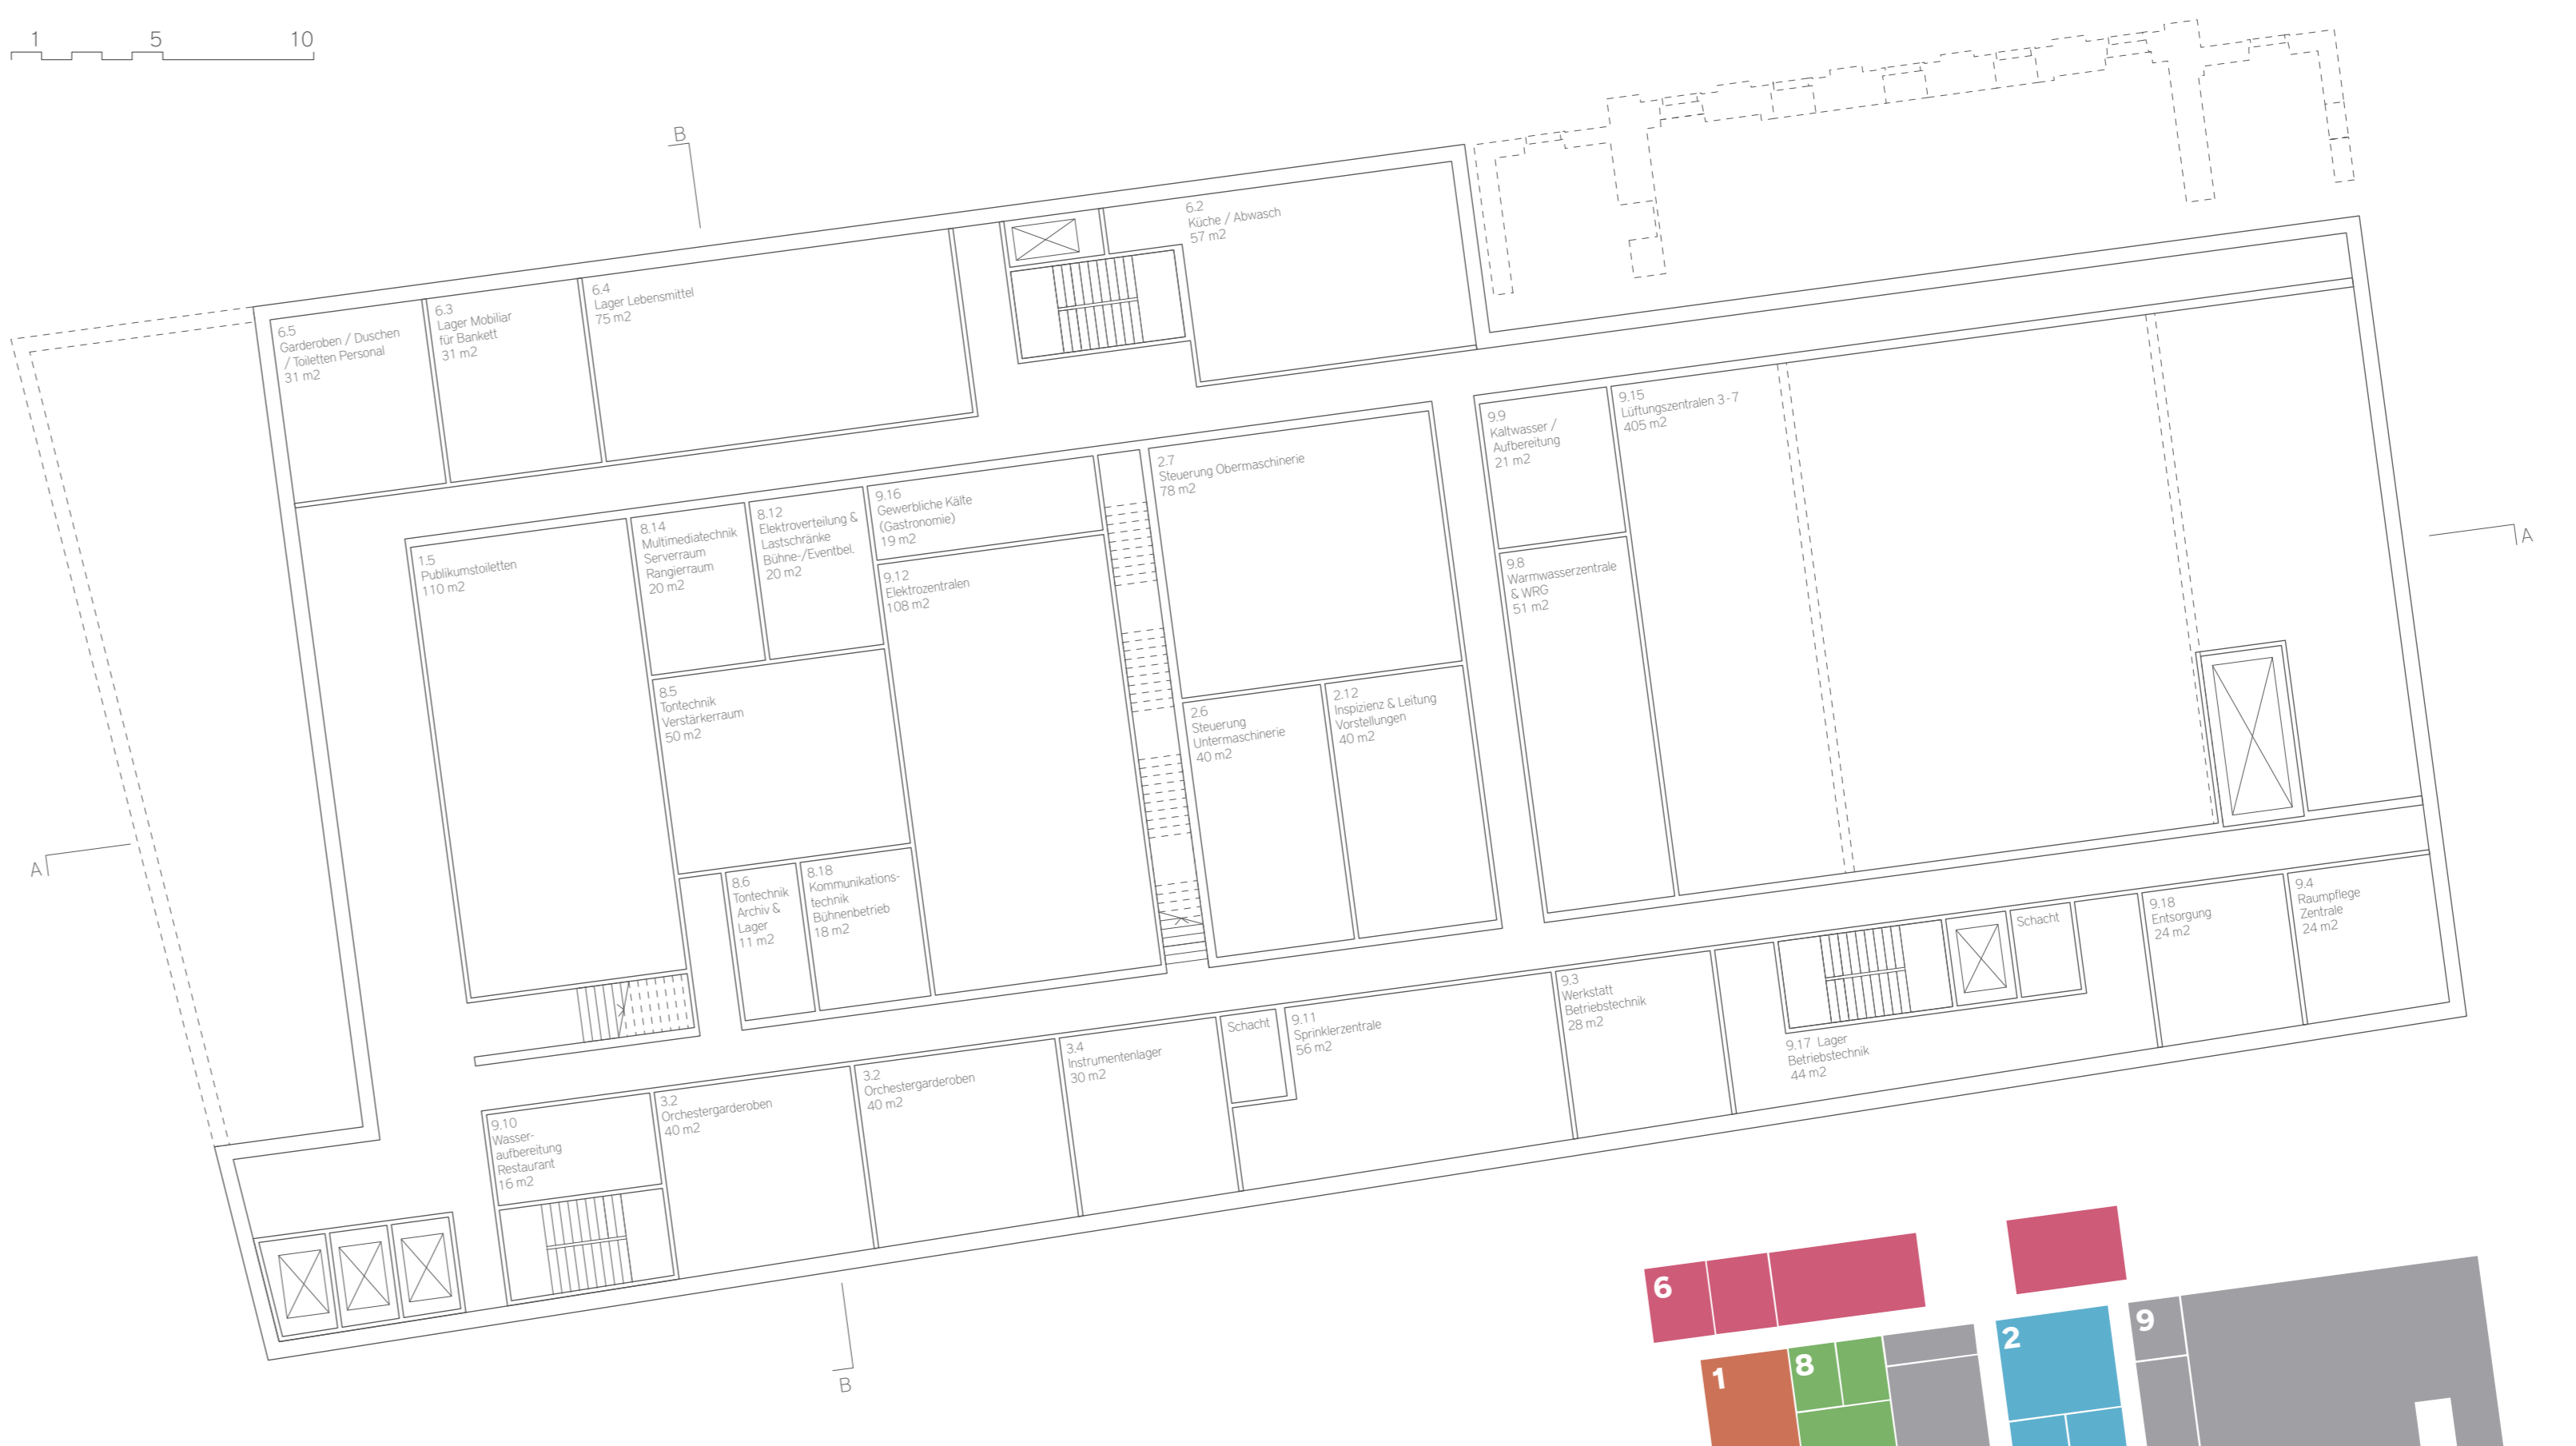 1 5 10
B
6.2
Küche / Abwasch
57 m2
6.5
Garderoben / Duschen
/ Toiletten Personal
31 m2
6.3
Lager Mobiliar
für Bankett
31 m2
6.4
Lager Lebensmittel
75 m2
9.9
Kaltwasser /
Aufbereitung
21 m2
9.15
Lüftungszentralen 3-7
405 m2
1.5
Publikumstoiletten
110 m2
8.14
Multimediatechnik
Serverraum
Rangierraum
20 m2
8.12
Elektroverteilung &
Lastschränke
Bühne-/Eventbel.
20 m2
9.16
Gewerbliche Kälte
(Gastronomie)
19 m2
9.12
Elektrozentralen
108 m2
2.7
Steuerung Obermaschinerie
78 m2
9.8
Warmwasserzentrale
& WRG
51 m2
A
8.5
Tontechnik
Verstärkerraum
50 m2
2.6
Steuerung
Untermaschinerie
40 m2
2.12
Inspizienz & Leitung
Vorstellungen
40 m2
A
8.6
Tontechnik
Archiv &
Lager
11 m2
8.18
Kommunikations-
technik
Bühnenbetrieb
18 m2
9.10
Wasser-
aufbereitung
Restaurant
16 m2
3.2
Orchestergarderoben
40 m2
3.2
Orchestergarderoben
40 m2
3.4
Instrumentenlager
30 m2
Schacht
9.11
Sprinklerzentrale
56 m2
9.3
Werkstatt
Betriebstechnik
28 m2
9.17 Lager
Betriebstechnik
44 m2
Schacht
9.18
Entsorgung
24 m2
9.4
Raumpflege
Zentrale
24 m2
B
6
1
8
2
9